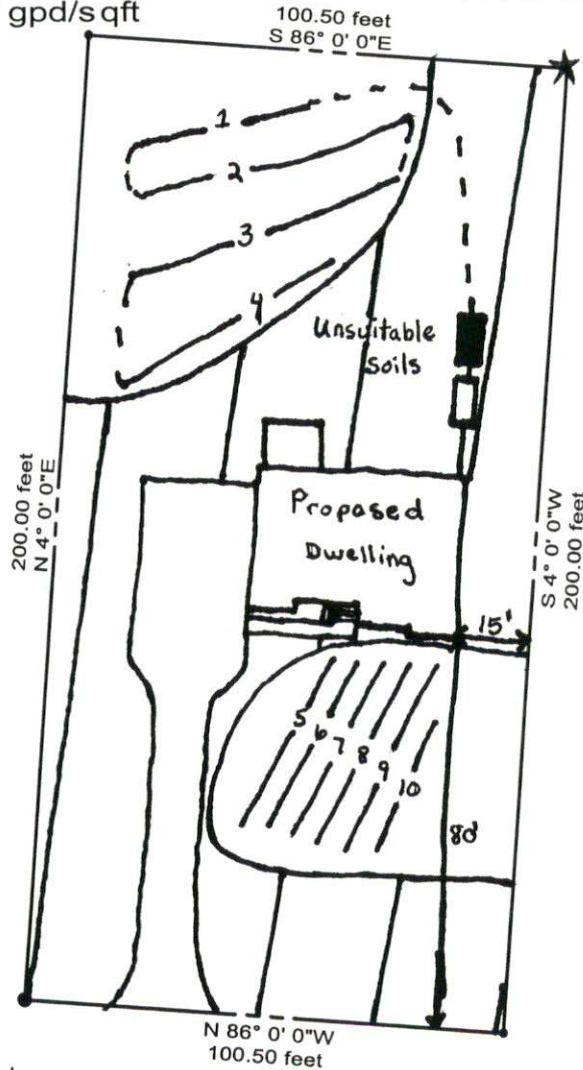 gpd/sqft
100.50 feet
S 86° 0' 0"E
1
2
3
4
Unsuitable
Soils
200.00 feet
N 4° 0' 0"E
Proposed
Dwelling
S 4° 0' 0"W
200.00 feet
15'
5
6
7
8
9
10
80'
N 86° 0' 0"W
100.50 feet